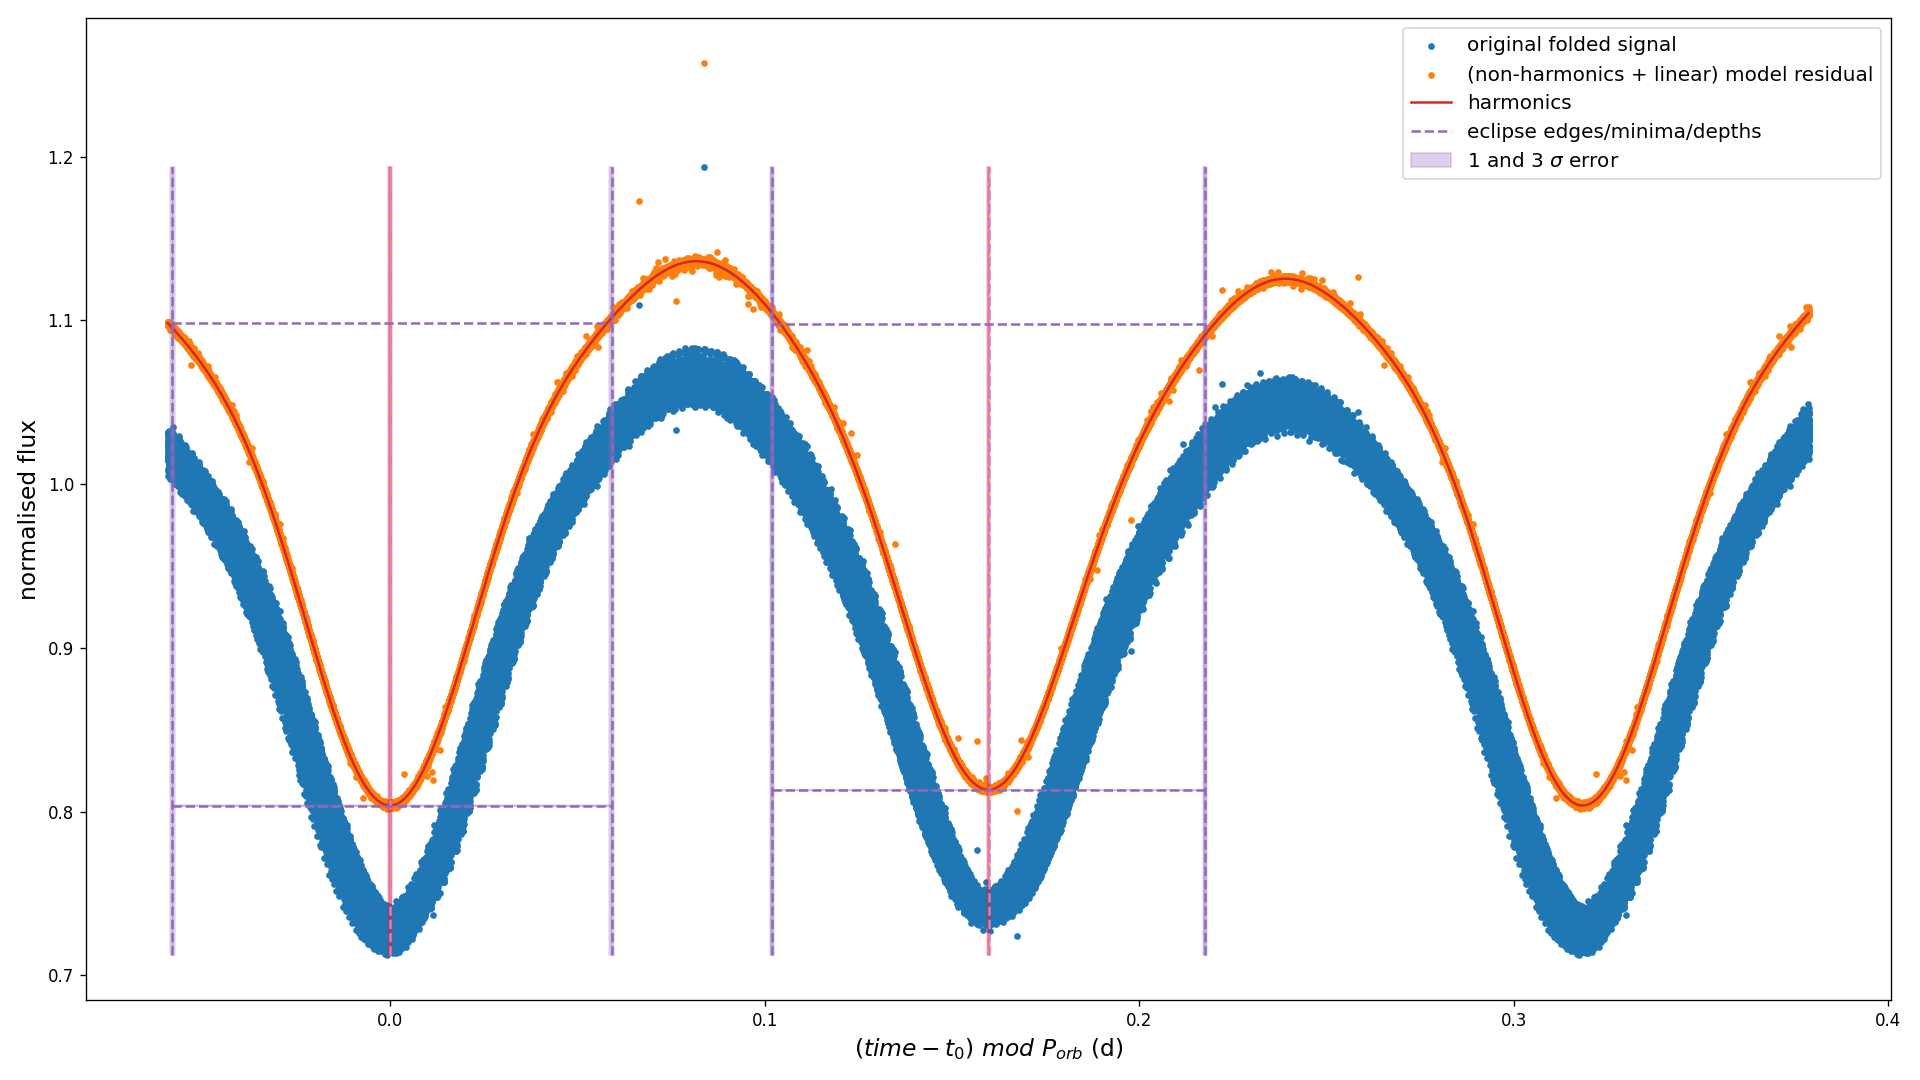 original folded signal
(non-harmonics + linear) model residual
harmonics
eclipse edges/minima/depths
1 and 3 σ error
normalised flux
1.2
1.1
1.0
0.9
0.8
0.7
0.0 0.1 0.2 0.3 0.4
(time − t₀) mod Pₒᵣb (d)